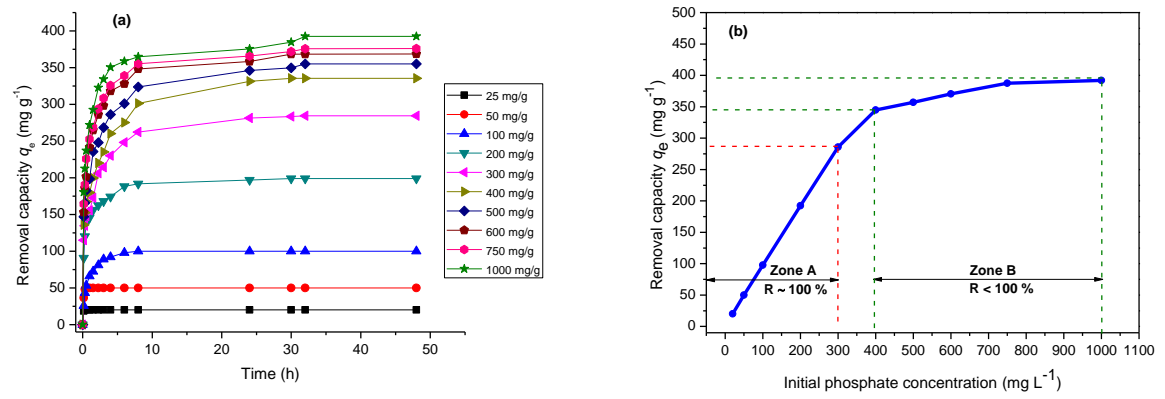 (a)
400
350
300
250
200
150
100
50
0
0
10
20
30
40
50
Removal capacity qe (mg g-1)
Time (h)
25 mg/g
50 mg/g
100 mg/g
200 mg/g
300 mg/g
400 mg/g
500 mg/g
600 mg/g
750 mg/g
1000 mg/g
(b)
500
450
400
350
300
250
200
150
100
50
0
0
100
200
300
400
500
600
700
800
900
1000
1100
Removal capacity qe (mg g-1)
Zone A
R ~ 100 %
Zone B
R < 100 %
Initial phosphate concentration (mg L-1)